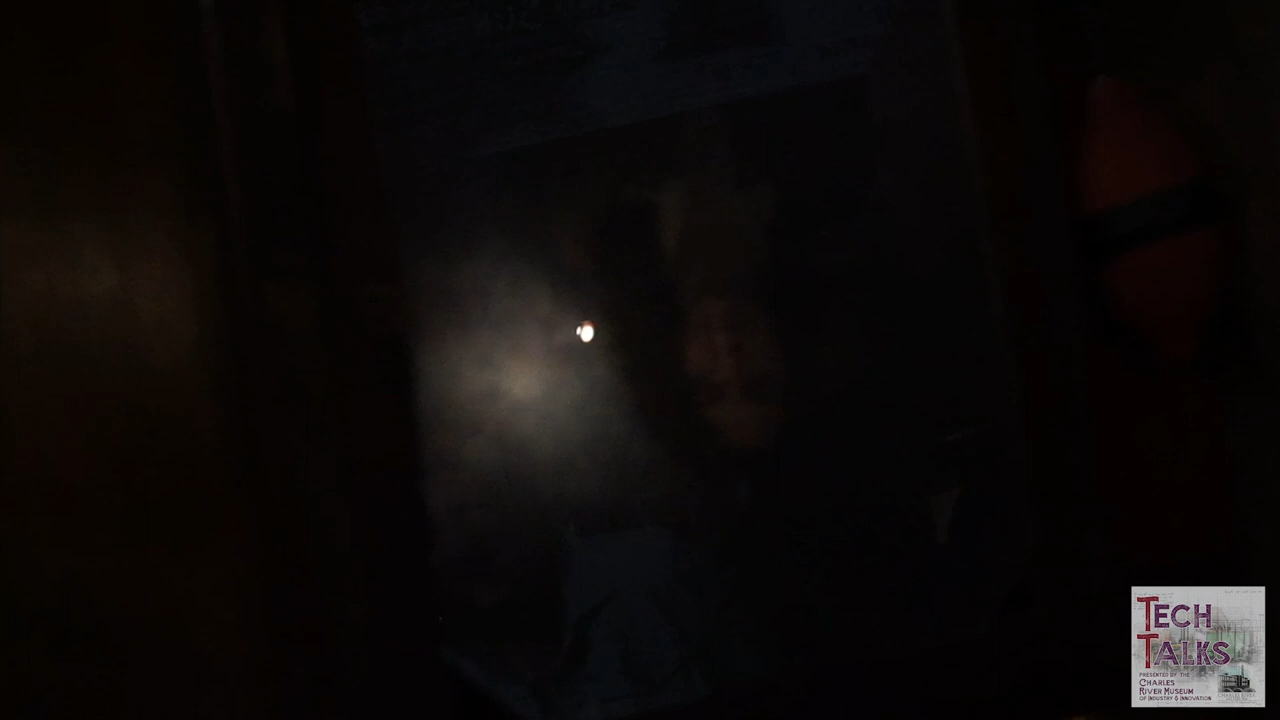 TECH
TALKS
PRESENTED BY THE
CHARLES
RIVER MUSEUM
OF INDUSTRY & INNOVATION